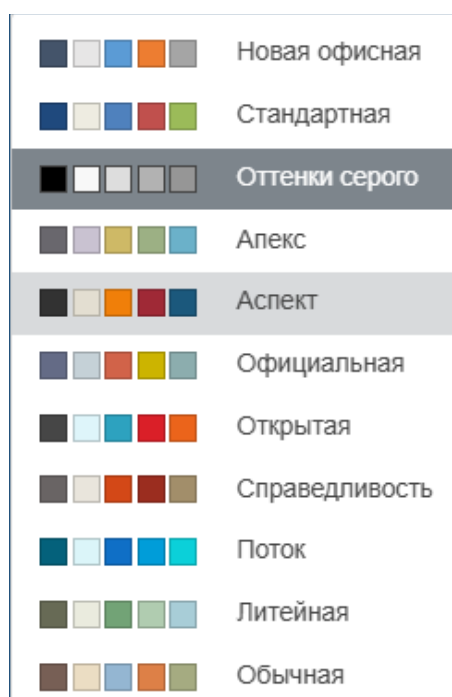 Новая офисная
Стандартная
Оттенки серого
Апекс
Аспект
Официальная
Открытая
Справедливость
Поток
Литейная
Обычная